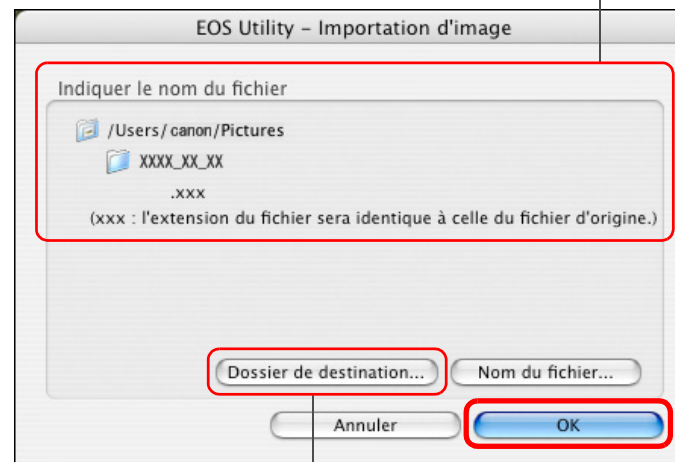 EOS Utility – Importation d'image
Indiquer le nom du fichier
/Users/canon/Pictures
XXXX_XX_XX
.xxx
(xxx : l'extension du fichier sera identique à celle du fichier d'origine.)
Dossier de destination... Nom du fichier...
Annuler OK